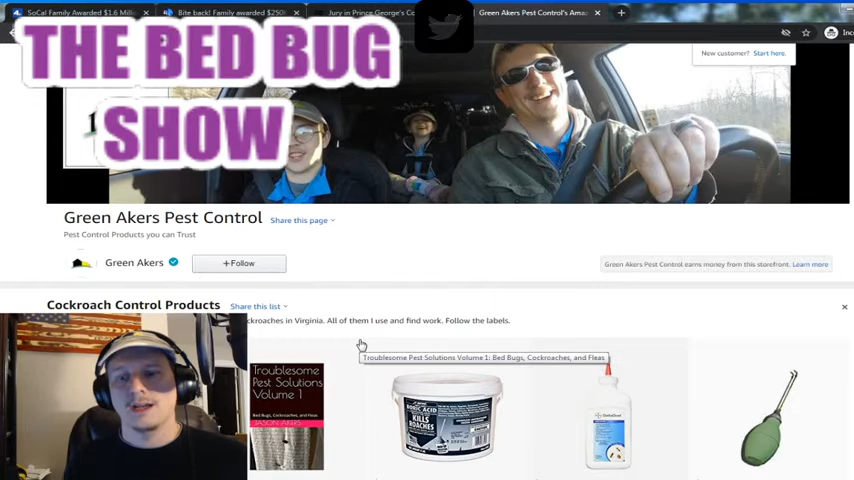 SoCal Family Awarded $1.6 Milli
Bite back! Family awarded $250k
Jury in Prince George's Co
Green Akers Pest Control's Ama
THE BED BUG
SHOW
New customer? Start here.
Green Akers Pest Control
Share this page
Pest Control Products you can Trust
Green Akers
+Follow
Green Akers Pest Control earns money from this storefront. Learn more
Cockroach Control Products
Share this list
ckroaches in Virginia. All of them I use and find work. Follow the labels.
Troublesome Pest Solutions Volume 1: Bed Bugs, Cockroaches, and Fleas
Troublesome
Pest Solutions
Volume 1
Bed Bugs, Cockroaches, and Fleas
JASON AKERS
BORIC ACID
KILLS
ROACHES